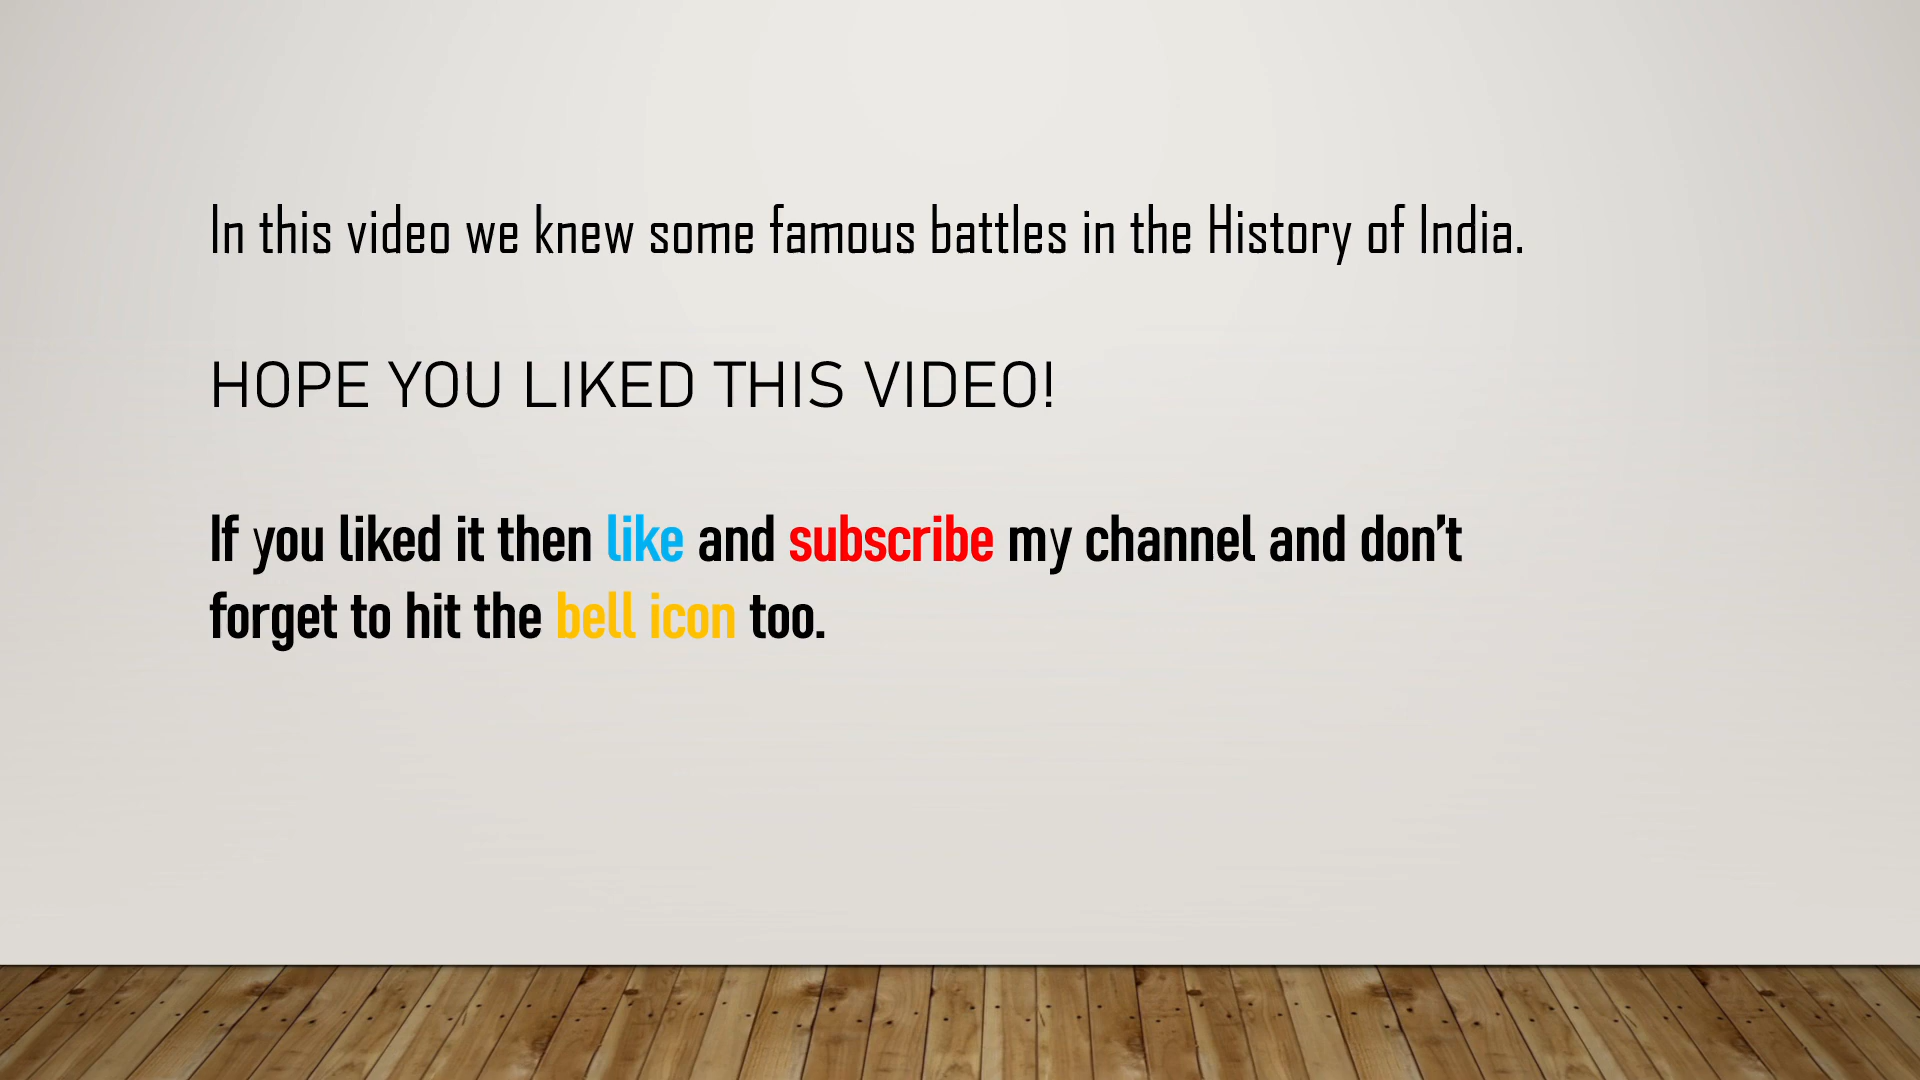 In this video we knew some famous battles in the History of India.
HOPE YOU LIKED THIS VIDEO!
If you liked it then like and subscribe my channel and don’t
forget to hit the bell icon too.